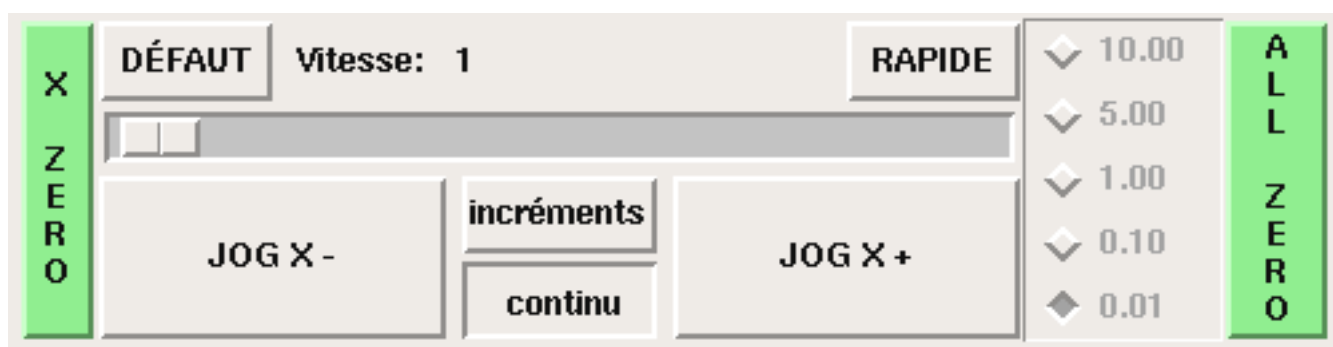 X ZERO
DÉFAUT
Vitesse: 1
RAPIDE
JOG X -
incréments
continu
JOG X +
10.00
5.00
1.00
0.10
0.01
ALL ZERO